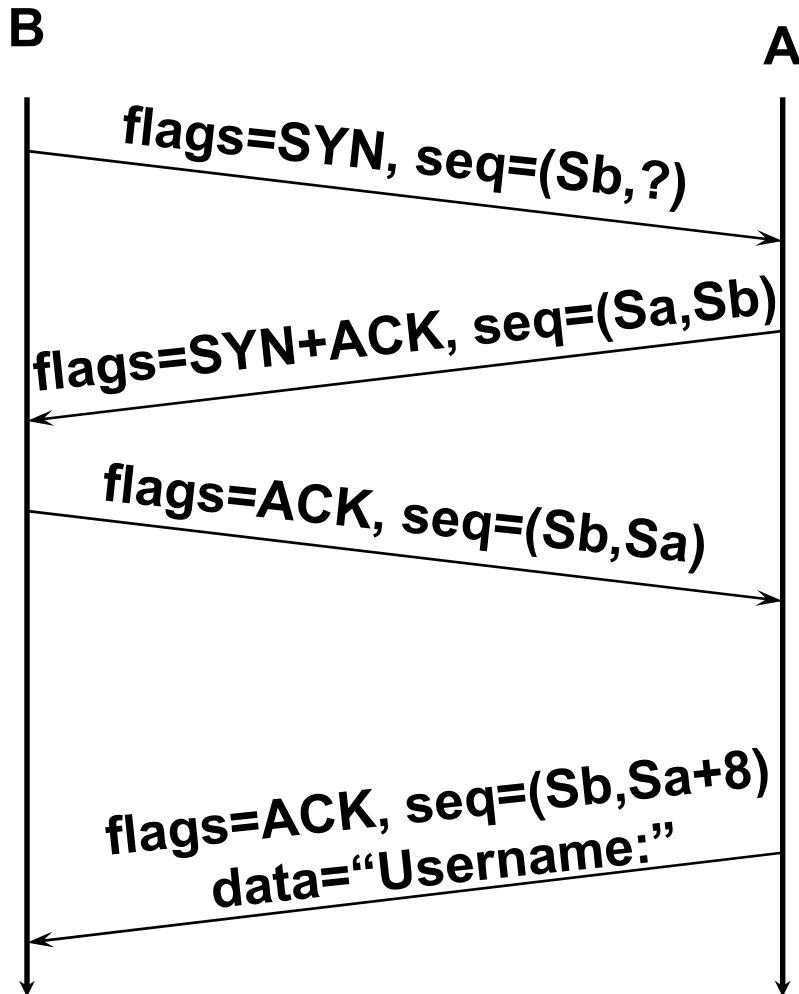 B
A
flags=SYN, seq=(Sb,?)
flags=SYN+ACK, seq=(Sa,Sb)
flags=ACK, seq=(Sb,Sa)
flags=ACK, seq=(Sb,Sa+8)
data=“Username:”